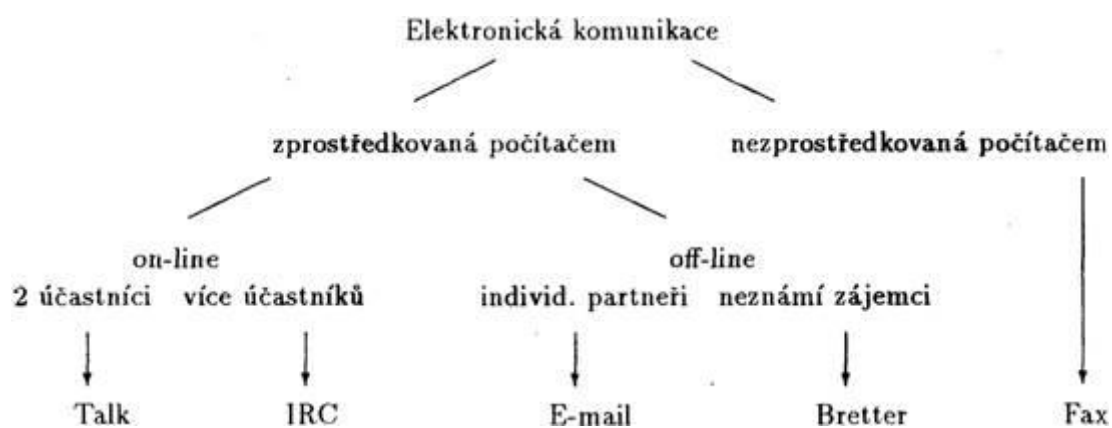 Elektronická komunikace
zprostředkovaná počítačem nezprostředkovaná počítačem
on-line off-line
2 účastníci více účastníků individ. partneři neznámí zájemci
Talk IRC E-mail Bretter Fax